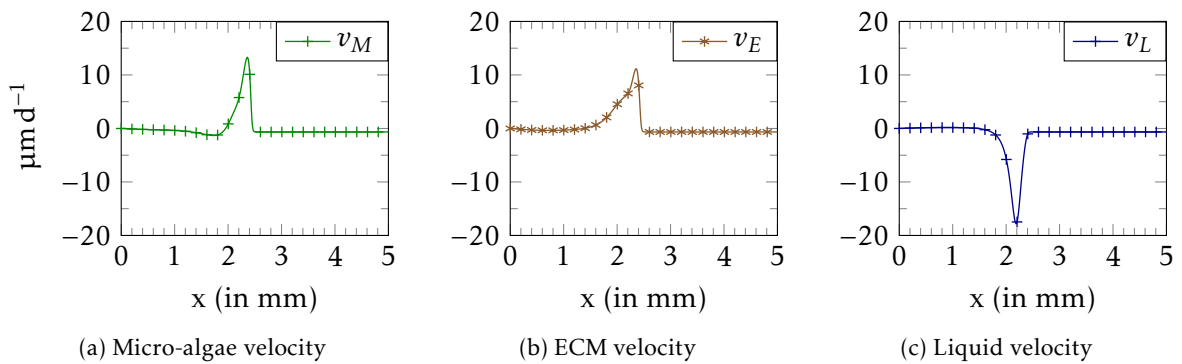 20
10
0
−10
−20
μm d⁻¹
v_M
0 1 2 3 4 5
x (in mm)
(a) Micro-algae velocity
20
10
0
−10
−20
v_E
0 1 2 3 4 5
x (in mm)
(b) ECM velocity
20
10
0
−10
−20
v_L
0 1 2 3 4 5
x (in mm)
(c) Liquid velocity